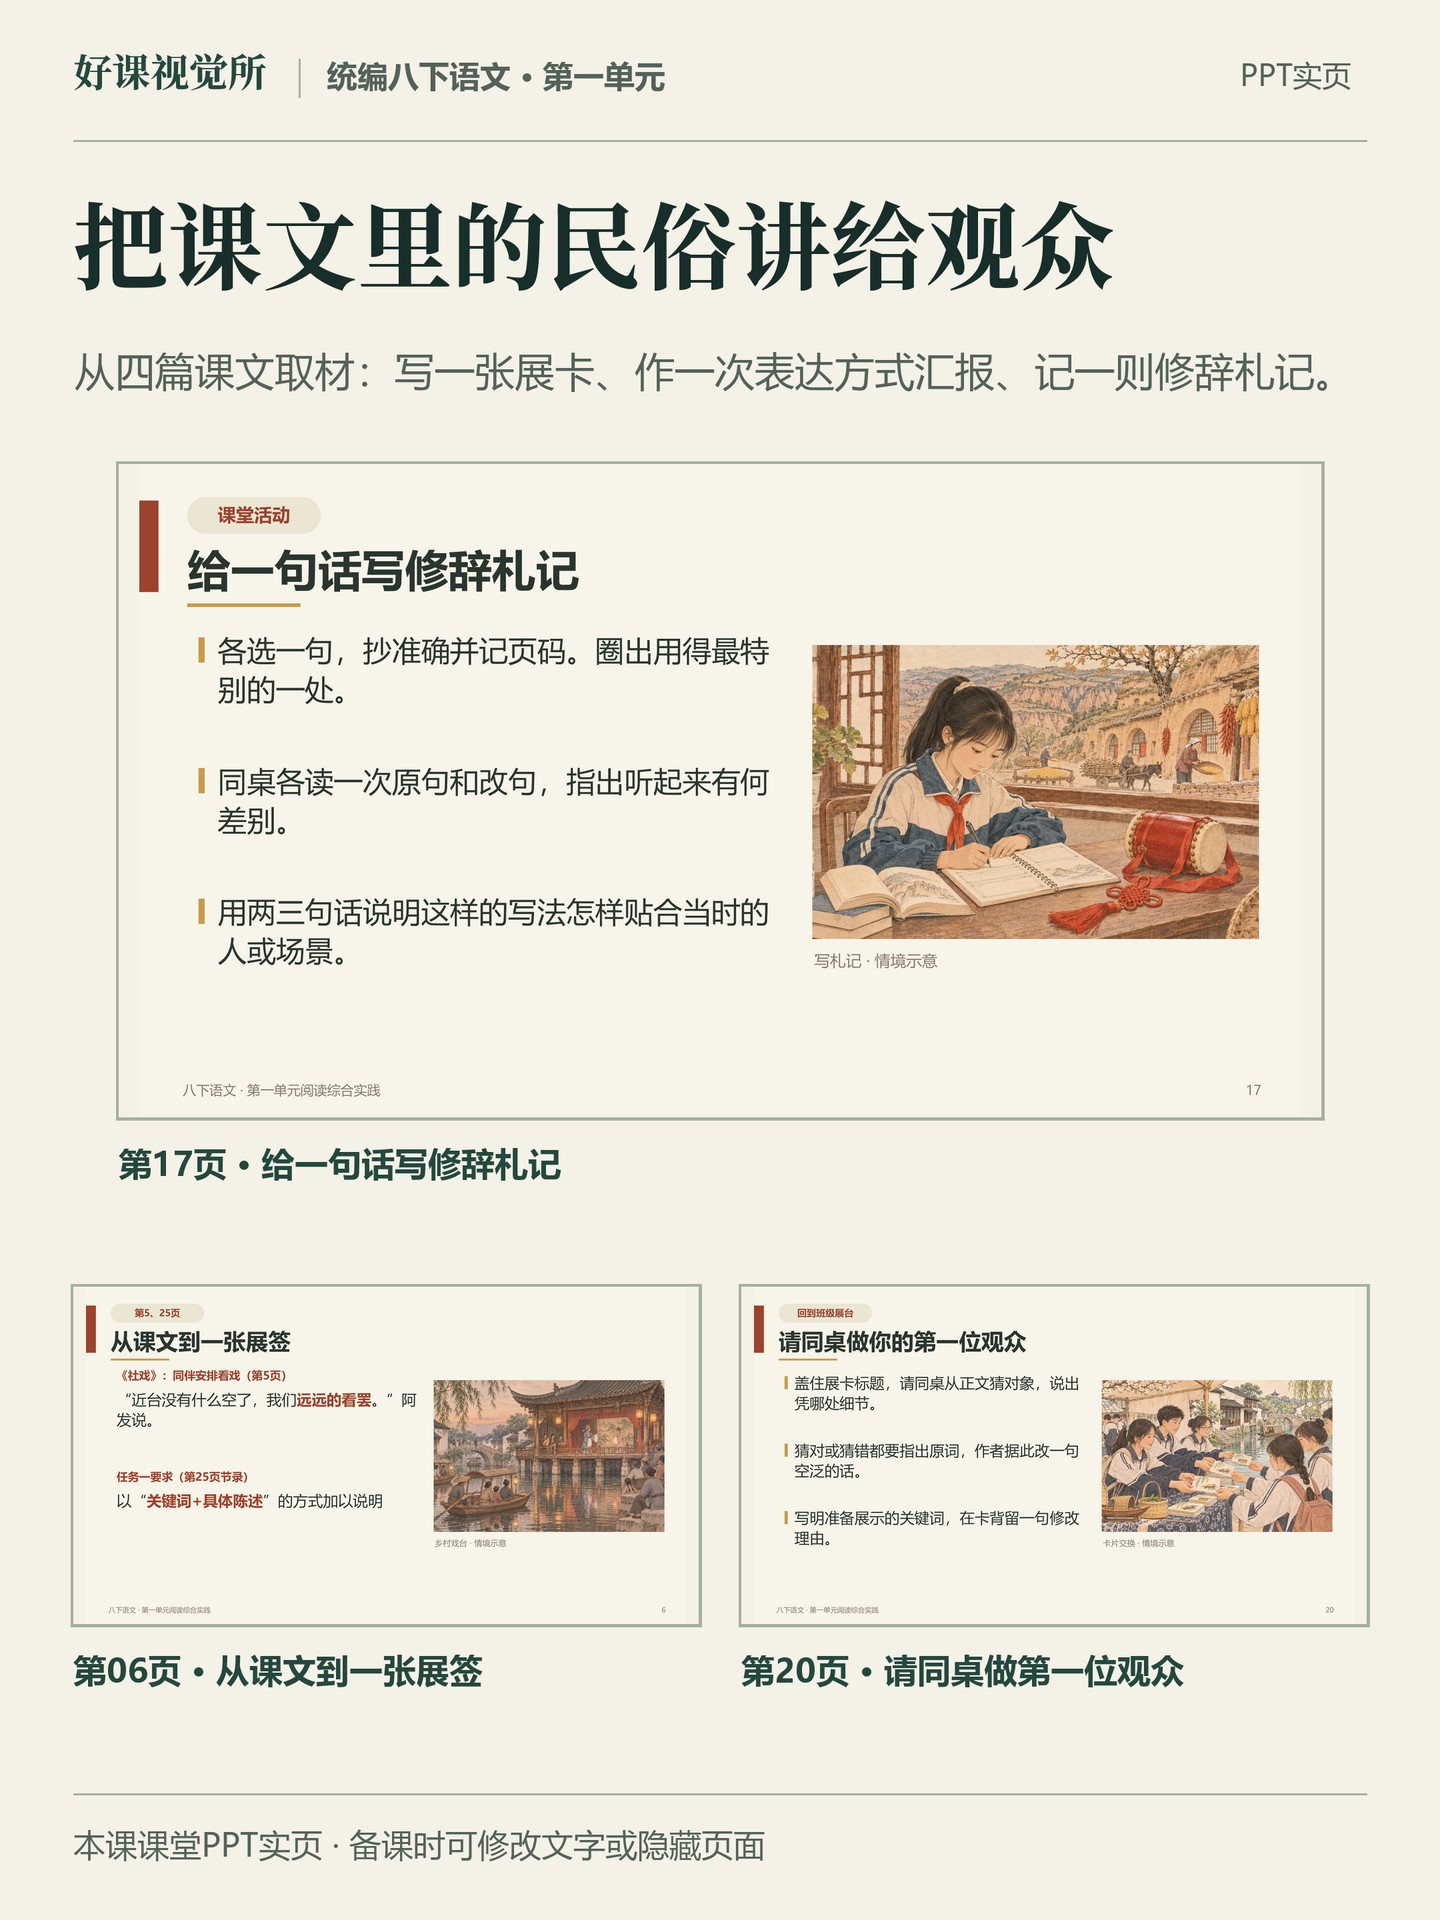 好课视觉所
统编八下语文·第一单元
PPT实页
把课文里的民俗讲给观众
从四篇课文取材：写一张展卡、作一次表达方式汇报、记一则修辞札记。
课堂活动
给一句话写修辞札记
各选一句，抄准确并记页码。圈出用得最特
别的一处。
同桌各读一次原句和改句，指出听起来有何
差别。
用两三句话说明这样的写法怎样贴合当时的
人或场景。
写札记·情境示意
八下语文·第一单元阅读综合实践
17
第17页·给一句话写修辞札记
第5、25页
从课文到一张展签
《社戏》：同伴安排看戏（第5页）
“近台没有什么空了，我们远远的看罢。”阿
发说。
任务一要求（第25页节录）
以“关键词+具体陈述”的方式加以说明
乡村戏台·情境示意
八下语文·第一单元阅读综合实践
6
第06页·从课文到一张展签
回到班级展台
请同桌做你的第一位观众
盖住展卡标题，请同桌从正文猜对象，说出
凭哪处细节。
猜对或猜错都要指出原词，作者据此改一句
空泛的话。
写明准备展示的关键词，在卡背留一句修改
理由。
卡片交换·情境示意
八下语文·第一单元阅读综合实践
20
第20页·请同桌做第一位观众
本课课堂PPT实页·备课时可修改文字或隐藏页面